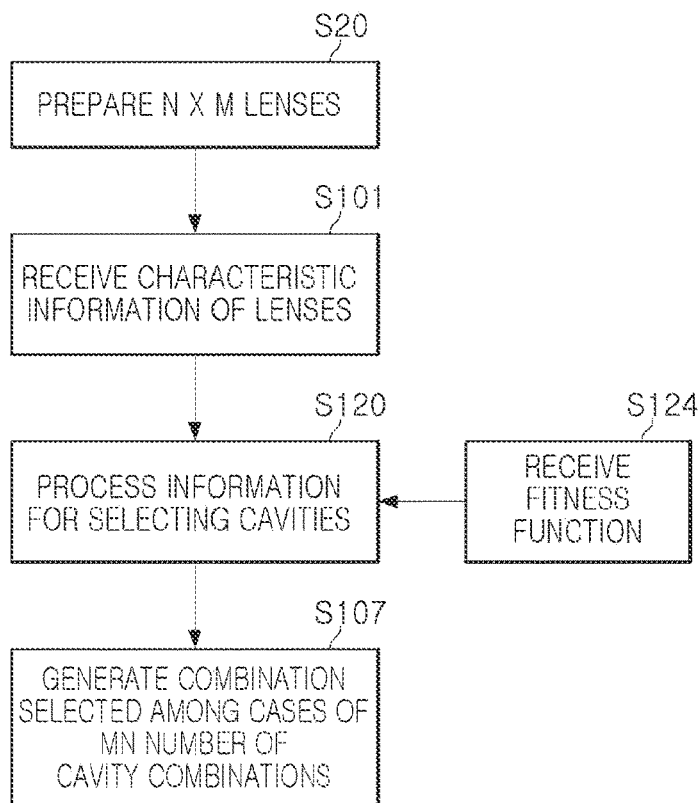 S20
PREPARE N X M LENSES
S101
RECEIVE CHARACTERISTIC
INFORMATION OF LENSES
S120
PROCESS INFORMATION
FOR SELECTING CAVITIES
S124
RECEIVE
FITNESS
FUNCTION
S107
GENERATE COMBINATION
SELECTED AMONG CASES OF
MN NUMBER OF
CAVITY COMBINATIONS